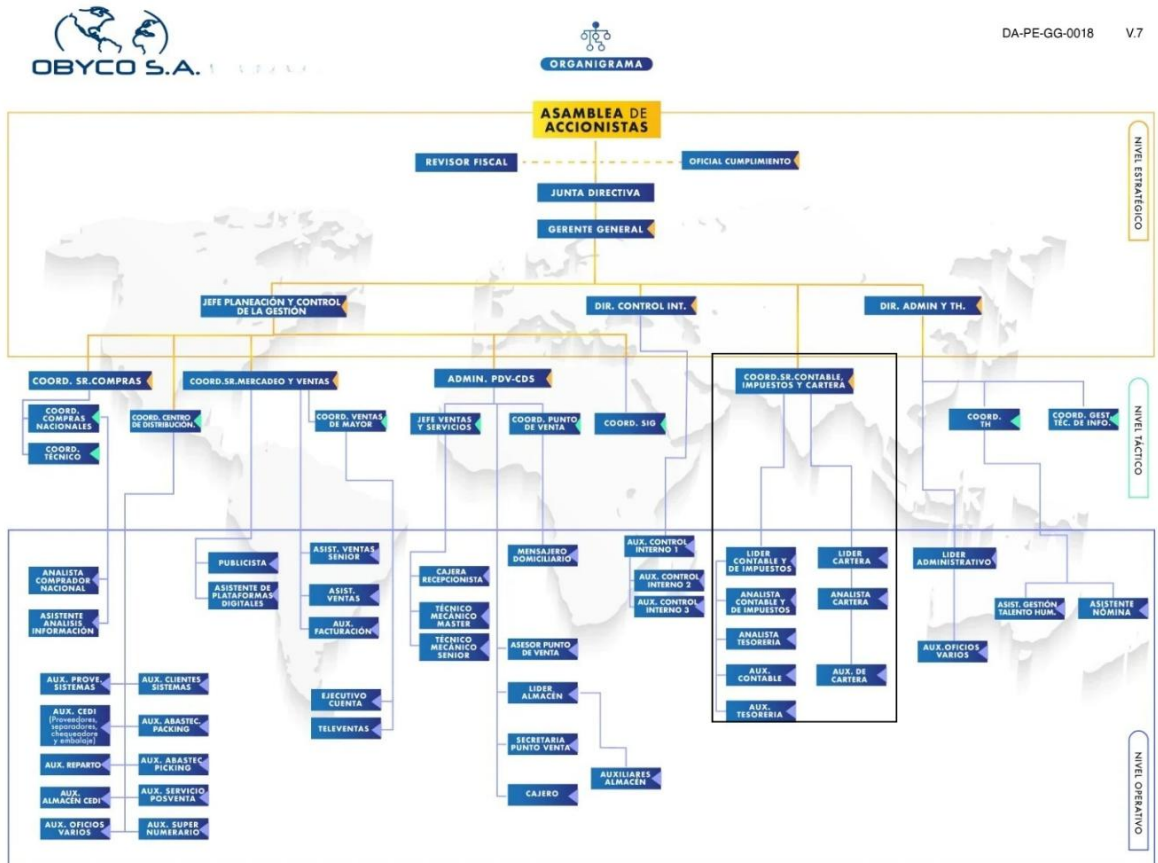 OBYCO S.A.
DA-PE-GG-0018 V.7
ORGANIGRAMA
ASAMBLEA DE
ACCIONISTAS
REVISOR FISCAL
OFICIAL CUMPLIMIENTO
JUNTA DIRECTIVA
GERENTE GENERAL
NIVEL ESTRATÉGICO
JEFE PLANEACIÓN Y CONTROL
DE LA GESTIÓN
DIR. CONTROL INT.
DIR. ADMIN Y TH.
COORD. SR.COMPRAS
COORD.SR.MERCADEO Y VENTAS
ADMIN. PDV-CDS
COORD.SR.CONTABLE,
IMPUESTOS Y CARTERA
COORD.
COMPRAS
NACIONALES
COORD. CENTRO
DE DISTRIBUCIÓN.
COORD. VENTAS
DE MAYOR
JEFE VENTAS
Y SERVICIOS
COORD. PUNTO
DE VENTA
COORD. SIG
COORD.
TH
COORD. GEST.
TÉC. DE INFO.
COORD.
TÉCNICO
NIVEL TÁCTICO
ANALISTA
COMPRADOR
NACIONAL
ASISTENTE
ANALISIS
INFORMACIÓN
PUBLICISTA
ASISTENTE DE
PLATAFORMAS
DIGITALES
ASIST. VENTAS
SENIOR
ASIST.
VENTAS
AUX.
FACTURACIÓN
EJECUTIVO
CUENTA
TELEVENTAS
CAJERA
RECEPCIONISTA
TÉCNICO
MECÁNICO
MASTER
TÉCNICO
MECÁNICO
SENIOR
MENSAJERO
DOMICILIARIO
ASESOR PUNTO
DE VENTA
LIDER
ALMACÉN
SECRETARIA
PUNTO VENTA
CAJERO
AUXILIARES
ALMACÉN
AUX. CONTROL
INTERNO 1
AUX. CONTROL
INTERNO 2
AUX. CONTROL
INTERNO 3
LIDER
CONTABLE Y
DE IMPUESTOS
ANALISTA
CONTABLE Y
DE IMPUESTOS
ANALISTA
TESORERIA
AUX.
CONTABLE
AUX.
TESORERIA
LIDER
CARTERA
ANALISTA
CARTERA
AUX. DE
CARTERA
LIDER
ADMINISTRATIVO
AUX.OFICIOS
VARIOS
ASIST. GESTIÓN
TALENTO HUM.
ASISTENTE
NÓMINA
AUX. PROVE.
SISTEMAS
AUX. CLIENTES
SISTEMAS
AUX. CEDI
(Proveedores,
separadores,
chequeadore
y embalaje)
AUX. ABASTEC.
PACKING
AUX. REPARTO
AUX. ABASTEC
PICKING
AUX.
ALMACÉN CEDI
AUX. SERVICIO
POSVENTA
AUX. OFICIOS
VARIOS
AUX. SUPER
NUMERARIO
NIVEL OPERATIVO